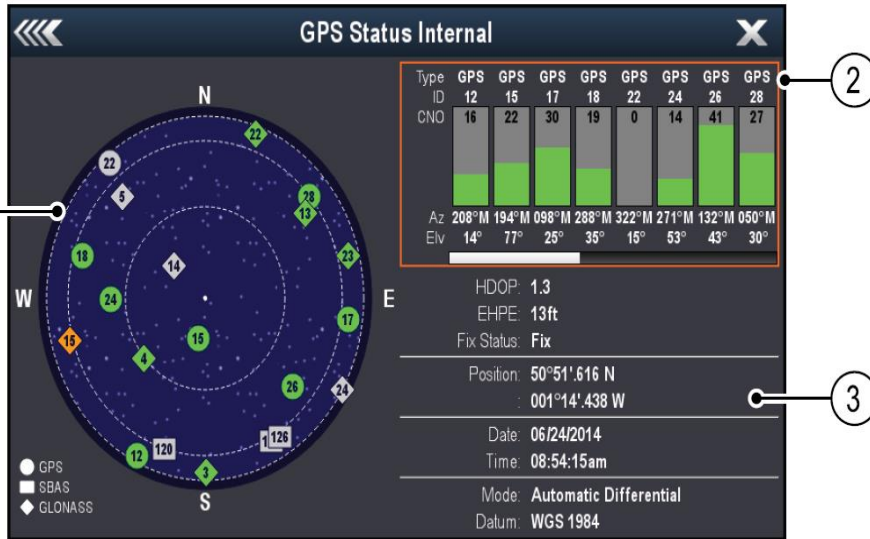 GPS Status Internal
Type GPS GPS GPS GPS GPS GPS GPS GPS
ID 12 15 17 18 22 24 26 28
CNO 16 22 30 19 0 14 41 27
Az 208°M 194°M 098°M 288°M 322°M 271°M 132°M 050°M
Elv 14° 77° 25° 35° 15° 53° 43° 30°
2
N
22
22
5
28
13
18
14
23
W
24
E
17
15
15
4
26
24
12
120
126
3
S
GPS
SBAS
GLONASS
HDOP: 1.3
EHPE: 13ft
Fix Status: Fix
Position: 50°51'.616 N
: 001°14'.438 W
3
Date: 06/24/2014
Time: 08:54:15am
Mode: Automatic Differential
Datum: WGS 1984